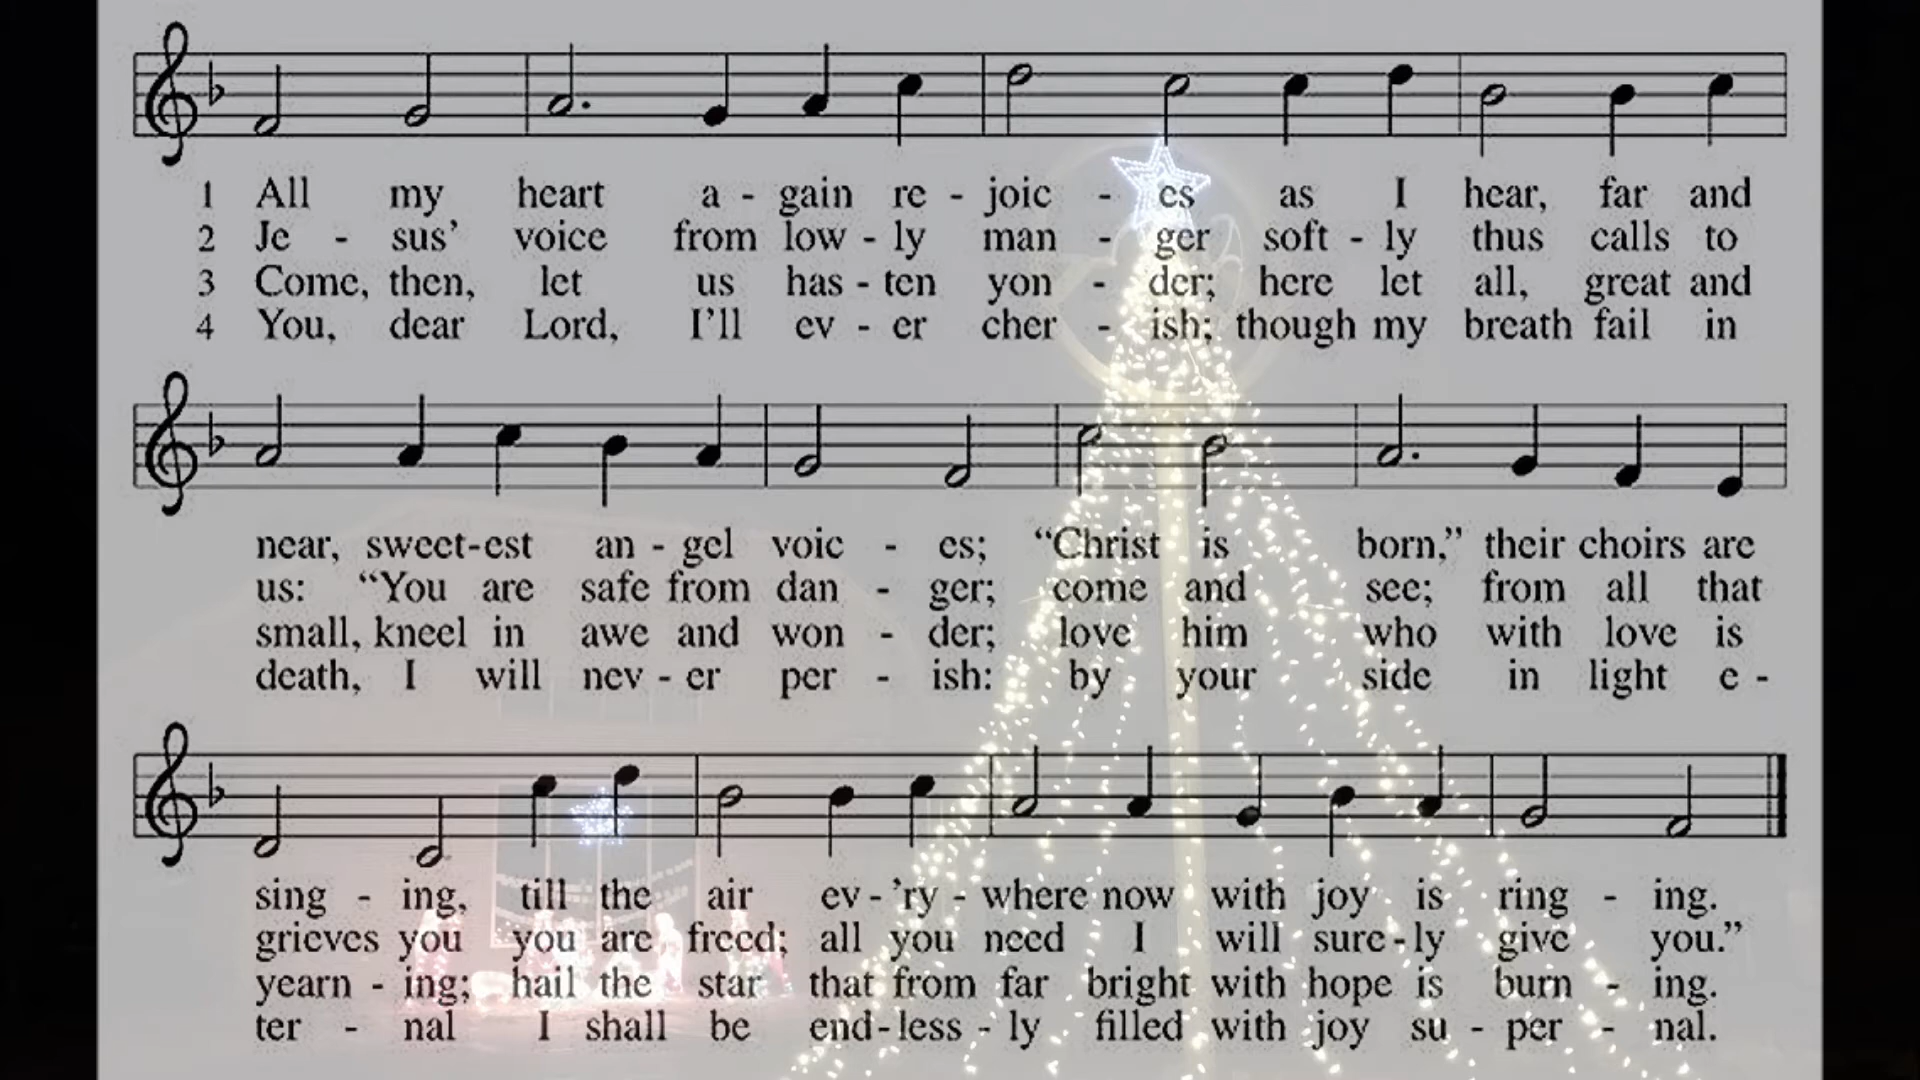 1 All my heart a - gain re - joic - es as I hear, far and
2 Je - sus’ voice from low - ly man - ger soft - ly thus calls to
3 Come, then, let us has - ten yon - der; here let all, great and
4 You, dear Lord, I’ll ev - er cher - ish; though my breath fail in
near, sweet-est an - gel voic - es; “Christ is born,” their choirs are
us: “You are safe from dan - ger; come and see; from all that
small, kneel in awe and won - der; love him who with love is
death, I will nev - er per - ish: by your side in light e -
sing - ing, till the air ev - ’ry - where now with joy is ring - ing.
grieves you you are freed; all you need I will sure - ly give you.”
yearn - ing; hail the star that from far bright with hope is burn - ing.
ter - nal I shall be end - less - ly filled with joy su - per - nal.